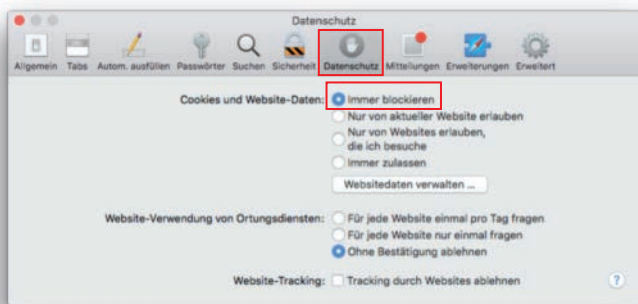 Datenschutz
Allgemein Tabs Autom. ausfüllen Passwörter Suchen Sicherheit Datenschutz Mitteilungen Erweiterungen Erweitert
Cookies und Website-Daten: Immer blockieren
Nur von aktueller Website erlauben
Nur von Websites erlauben,
die ich besuche
Immer zulassen
Websitedaten verwalten ...
Website-Verwendung von Ortungsdiensten: Für jede Website einmal pro Tag fragen
Für jede Website nur einmal fragen
Ohne Bestätigung ablehnen
Website-Tracking: Tracking durch Websites ablehnen ?